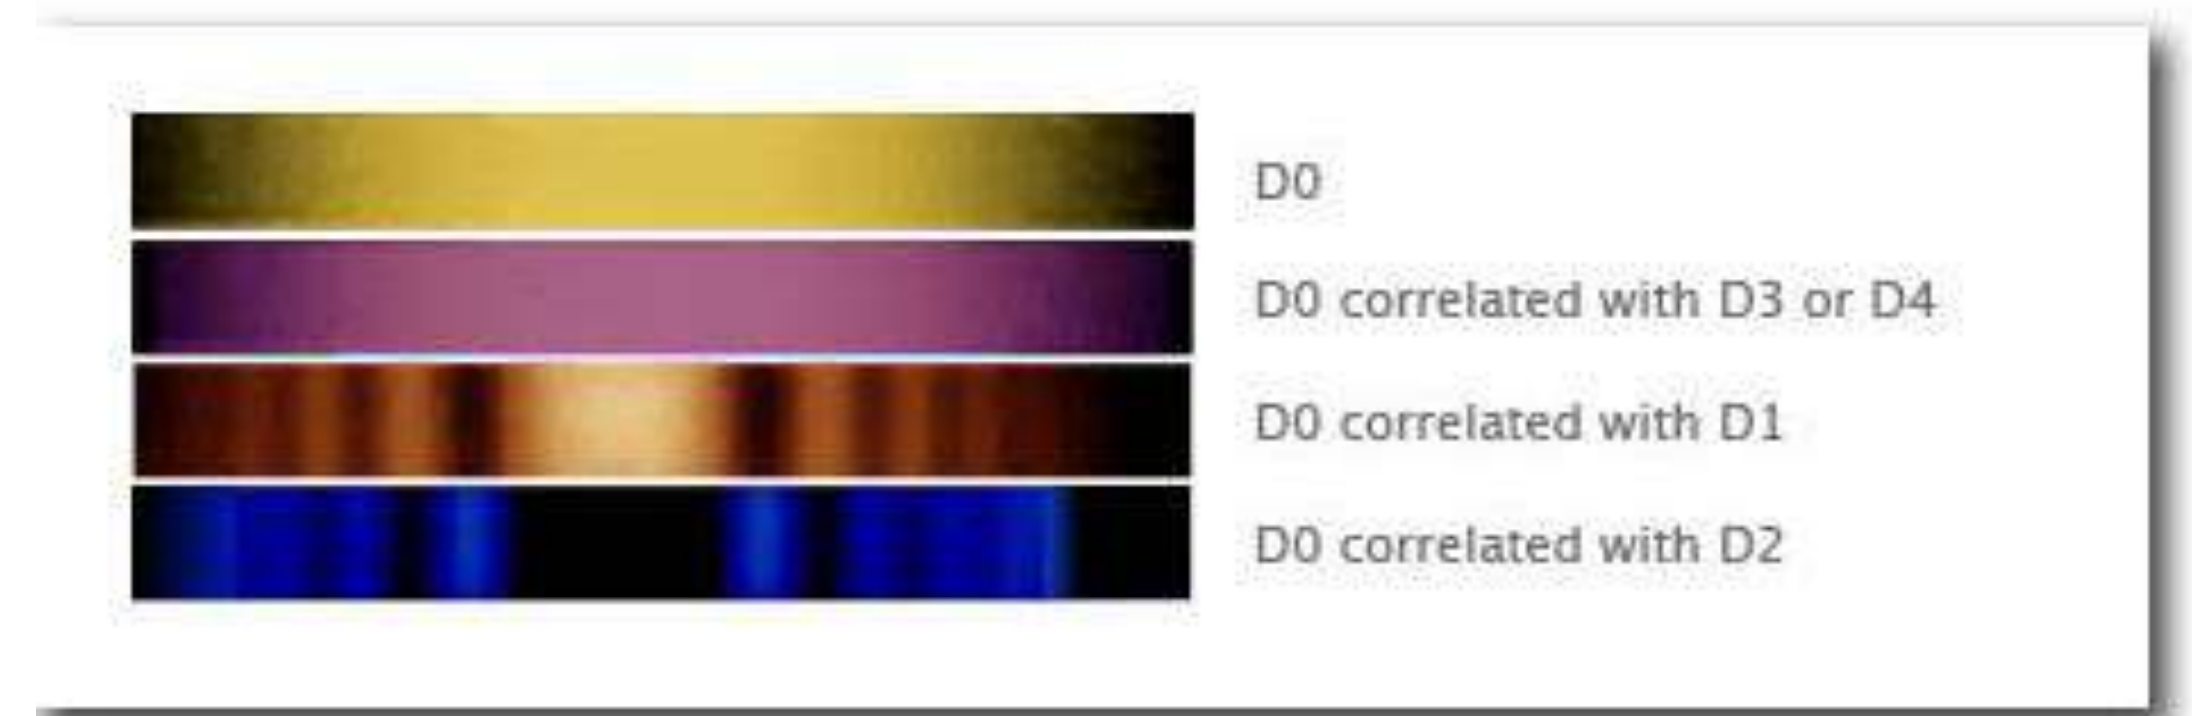 D0
D0 correlated with D3 or D4
D0 correlated with D1
D0 correlated with D2